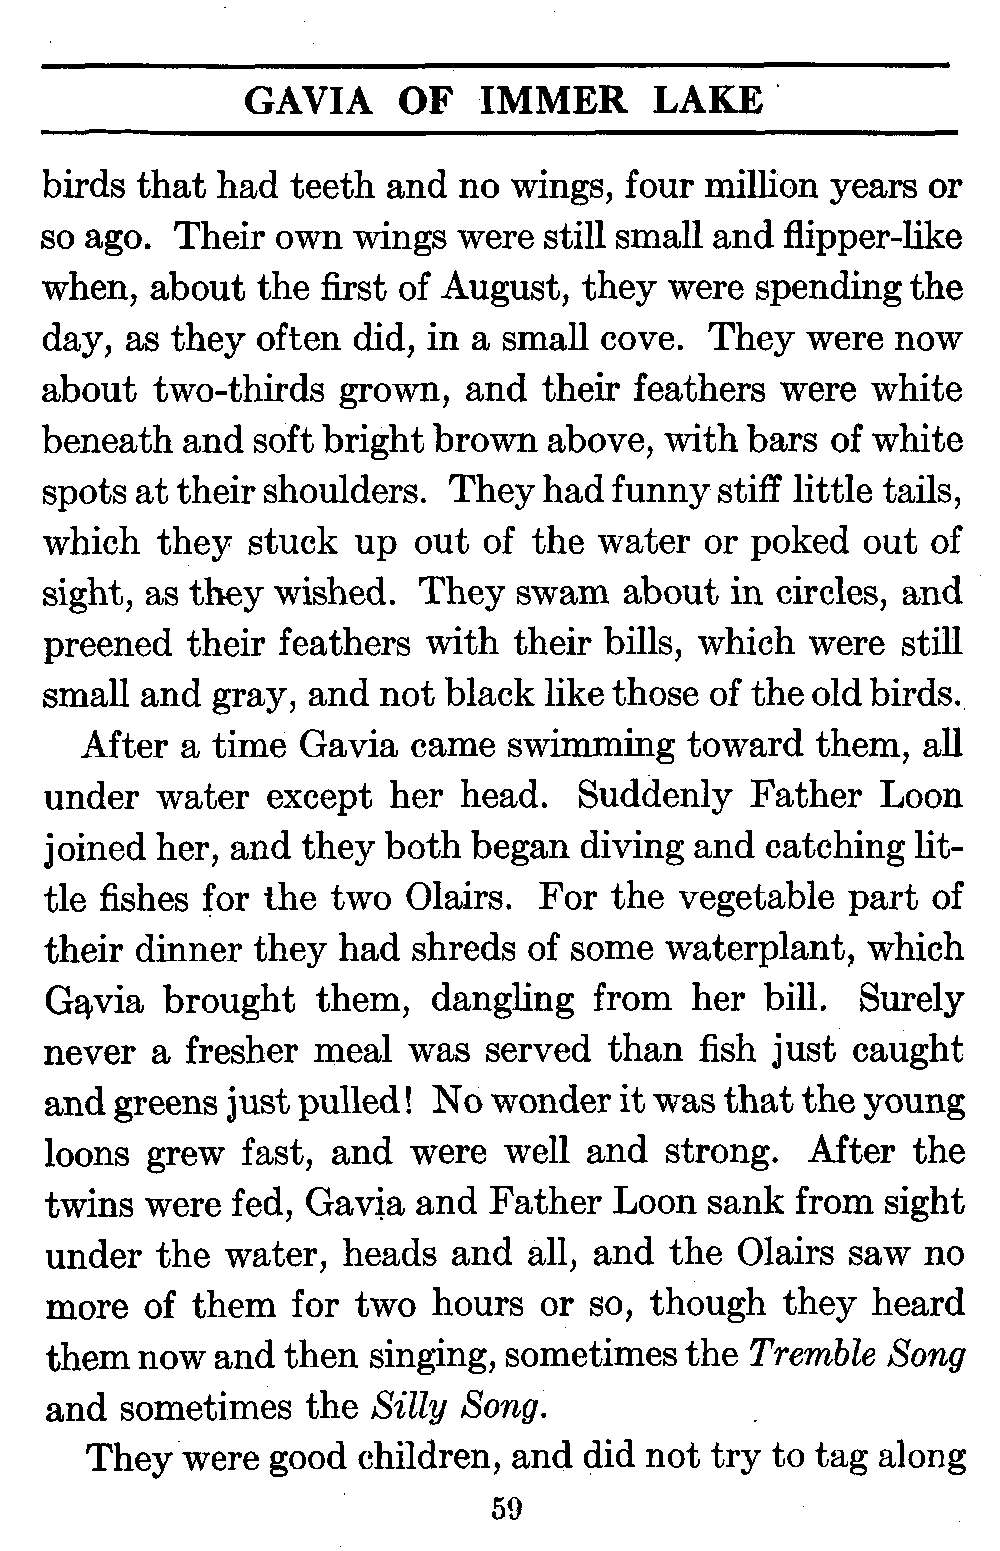 GAVIA OF IMMER LAKE
birds that had teeth and no wings, four million years or
so ago. Their own wings were still small and flipper-like
when, about the first of August, they were spending the
day, as they often did, in a small cove. They were now
about two-thirds grown, and their feathers were white
beneath and soft bright brown above, with bars of white
spots at their shoulders. They had funny stiff little tails,
which they stuck up out of the water or poked out of
sight, as they wished. They swam about in circles, and
preened their feathers with their bills, which were still
small and gray, and not black like those of the old birds.
After a time Gavia came swimming toward them, all
under water except her head. Suddenly Father Loon
joined her, and they both began diving and catching lit-
tle fishes for the two Olairs. For the vegetable part of
their dinner they had shreds of some waterplant, which
Gavia brought them, dangling from her bill. Surely
never a fresher meal was served than fish just caught
and greens just pulled! No wonder it was that the young
loons grew fast, and were well and strong. After the
twins were fed, Gavia and Father Loon sank from sight
under the water, heads and all, and the Olairs saw no
more of them for two hours or so, though they heard
them now and then singing, sometimes the Tremble Song
and sometimes the Silly Song.
They were good children, and did not try to tag along
59